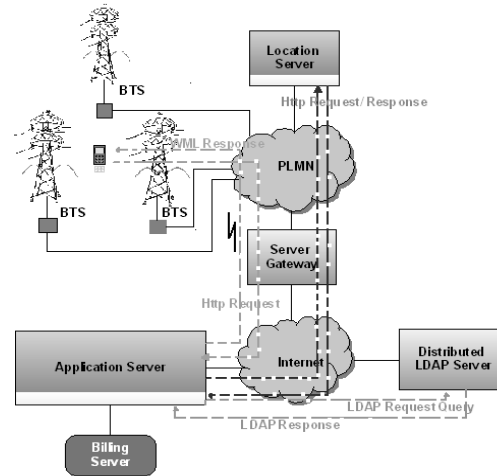 Location
Server
BTS
Http Request/ Response
WML Response
PLMN
BTS
BTS
Server
Gateway
Http Request
Application Server
Internet
Distributed
LDAP Server
LDAP Request Query
LDAP Response
Billing
Server